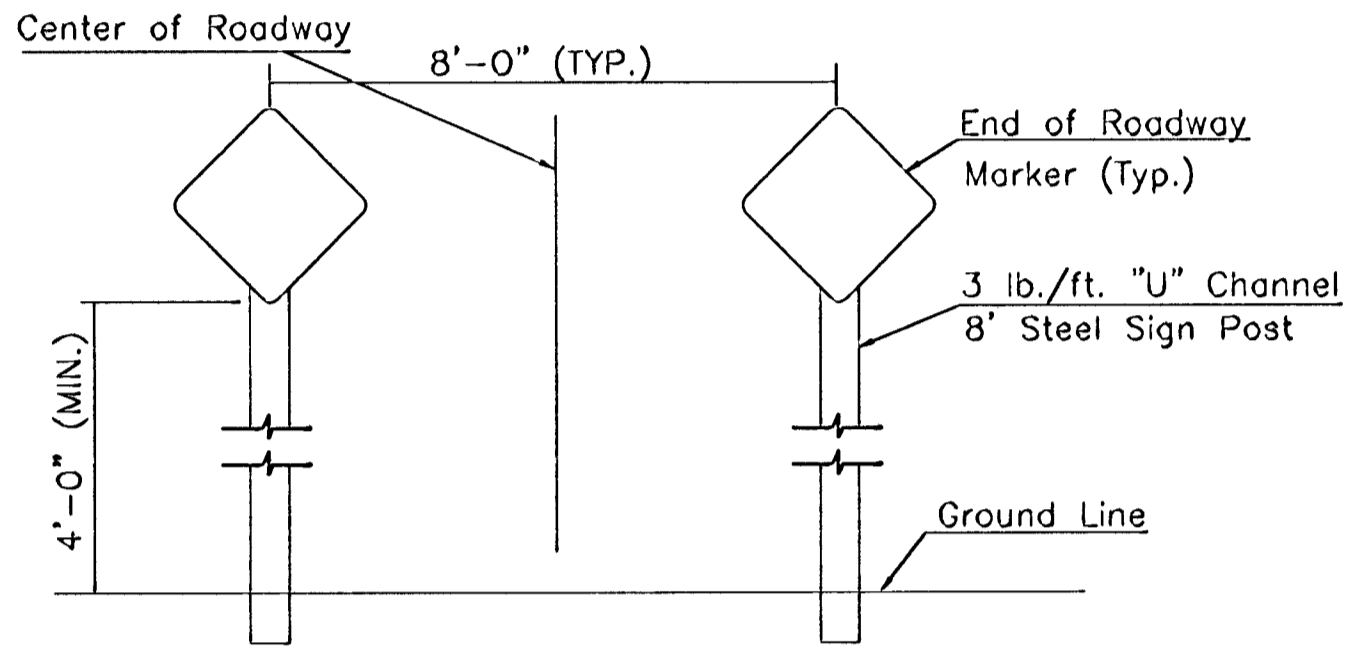 Center of Roadway
8'-0" (TYP.)
End of Roadway
Marker (Typ.)
3 lb./ft. "U" Channel
8' Steel Sign Post
4'-0" (MIN.)
Ground Line